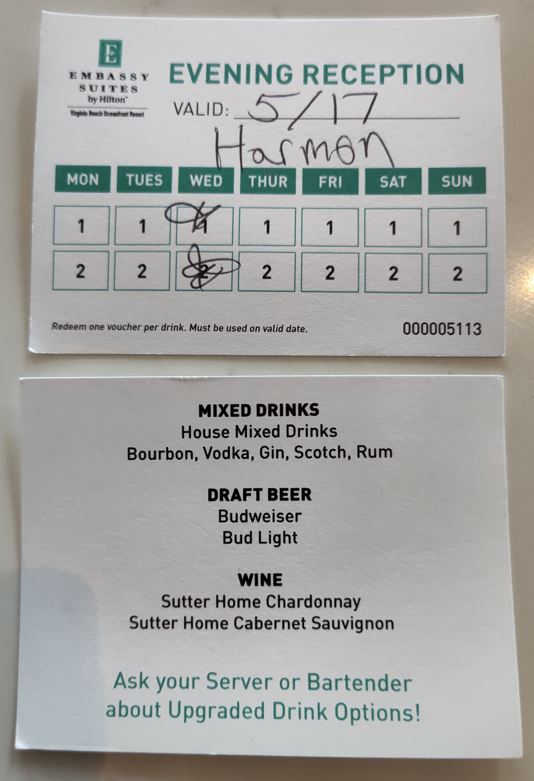 E
EMBASSY
SUITES
by Hilton™
Virginia Beach Oceanfront Resort
EVENING RECEPTION
VALID: 5/17
Harmon
MON TUES WED THUR FRI SAT SUN
1 1 1 1 1 1 1
2 2 2 2 2 2 2
Redeem one voucher per drink. Must be used on valid date. 000005113
MIXED DRINKS
House Mixed Drinks
Bourbon, Vodka, Gin, Scotch, Rum
DRAFT BEER
Budweiser
Bud Light
WINE
Sutter Home Chardonnay
Sutter Home Cabernet Sauvignon
Ask your Server or Bartender
about Upgraded Drink Options!